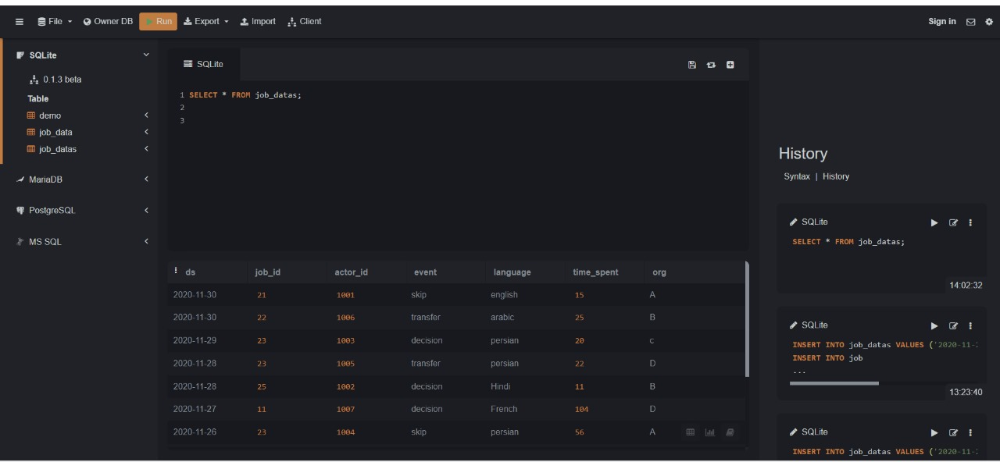 File Owner DB Run Export Import Client Sign in
SQLite
0.1.3 beta
Table
demo
job_data
job_datas
MariaDB
PostgreSQL
MS SQL
SQLite
1 SELECT * FROM job_datas;
2
3
ds job_id actor_id event language time_spent org
2020-11-30 21 1001 skip english 15 A
2020-11-30 22 1006 transfer arabic 25 B
2020-11-29 23 1003 decision persian 20 c
2020-11-28 23 1005 transfer persian 22 D
2020-11-28 25 1002 decision Hindi 11 B
2020-11-27 11 1007 decision French 104 D
2020-11-26 23 1004 skip persian 56 A
History
Syntax | History
SQLite
SELECT * FROM job_datas;
14:02:32
SQLite
INSERT INTO job_datas VALUES ('2020-11-
INSERT INTO job
...
13:23:40
SQLite
INSERT INTO job_datas VALUES ('2020-11-